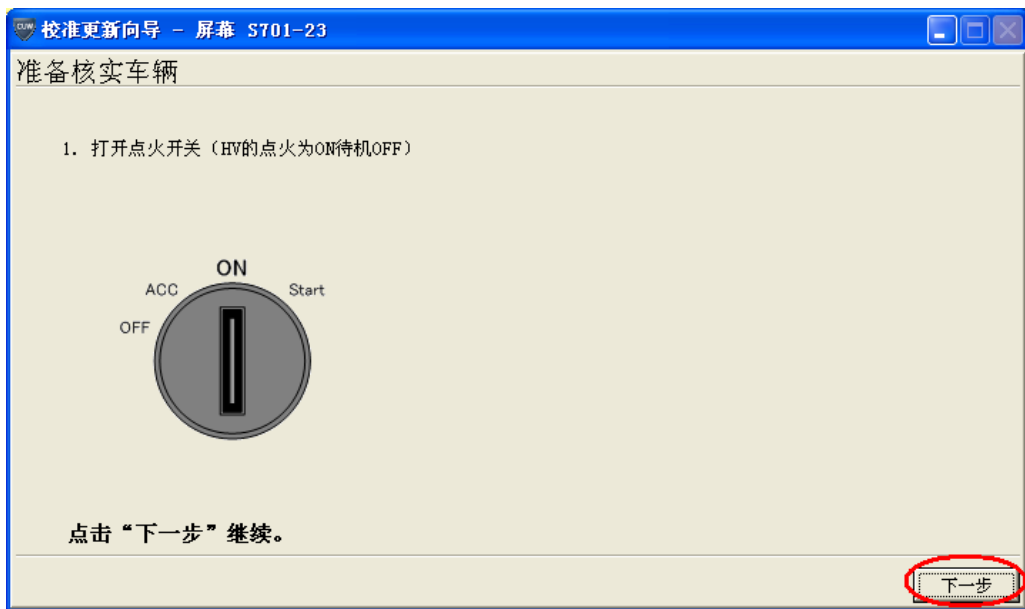 CUW 校准更新向导 - 屏幕 S701-23
准备核实车辆
1. 打开点火开关（HV的点火为ON待机OFF）
ON
ACC
Start
OFF
点击“下一步”继续。
下一步